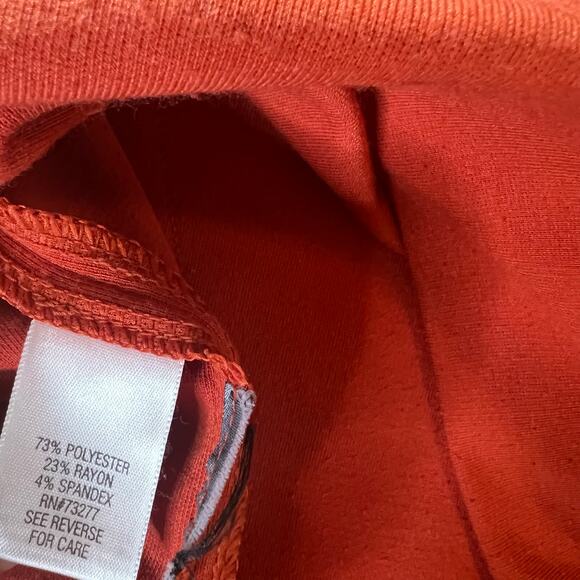 73% POLYESTER
23% RAYON
4% SPANDEX
RN#73277
SEE REVERSE
FOR CARE